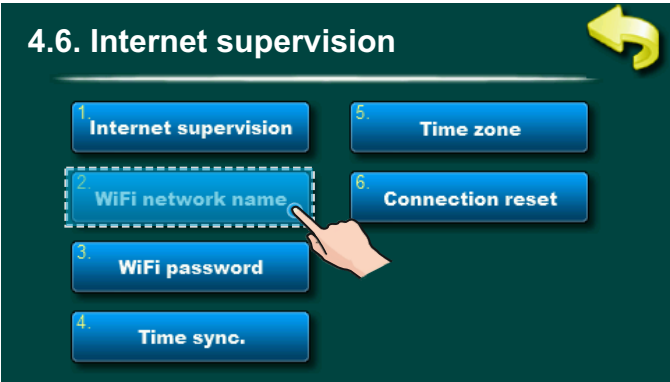 4.6. Internet supervision
1.
Internet supervision
2.
WiFi network name
3.
WiFi password
4.
Time sync.
5.
Time zone
6.
Connection reset